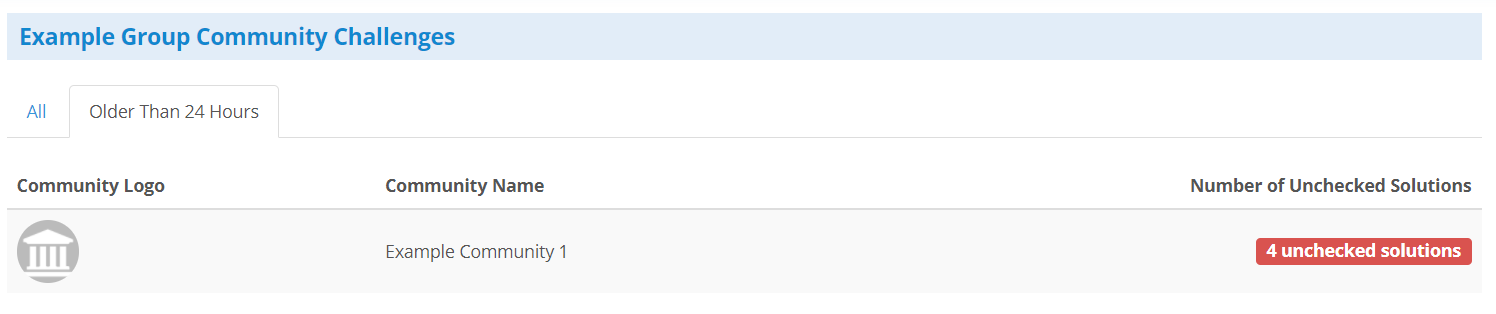 Example Group Community Challenges
All
Older Than 24 Hours
Community Logo
Community Name
Number of Unchecked Solutions
Example Community 1
4 unchecked solutions